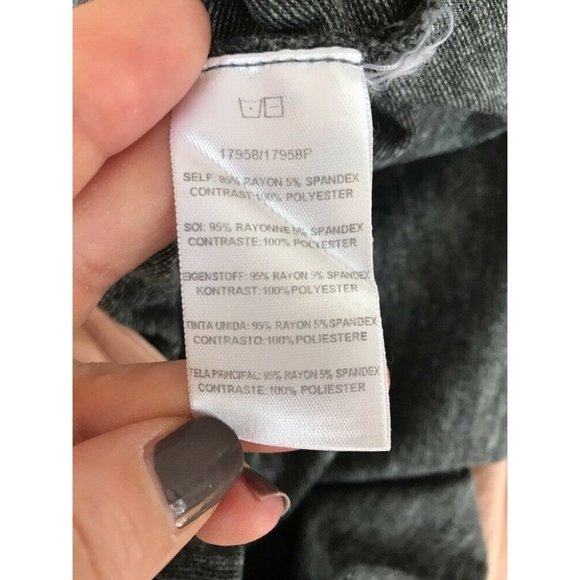 17958/17958P
SELF: 95% RAYON 5% SPANDEX
CONTRAST:100% POLYESTER
SOI: 95% RAYONNE 5% SPANDEX
CONTRASTE: 100% POLYESTER
EIGENSTOFF: 95% RAYON 5% SPANDEX
KONTRAST:100% POLYESTER
TINTA UNIDA: 95% RAYON 5% SPANDEX
CONTRASTO: 100% POLIESTERE
TELA PRINCIPAL: 95% RAYON 5% SPANDEX
CONTRASTE: 100% POLIESTER